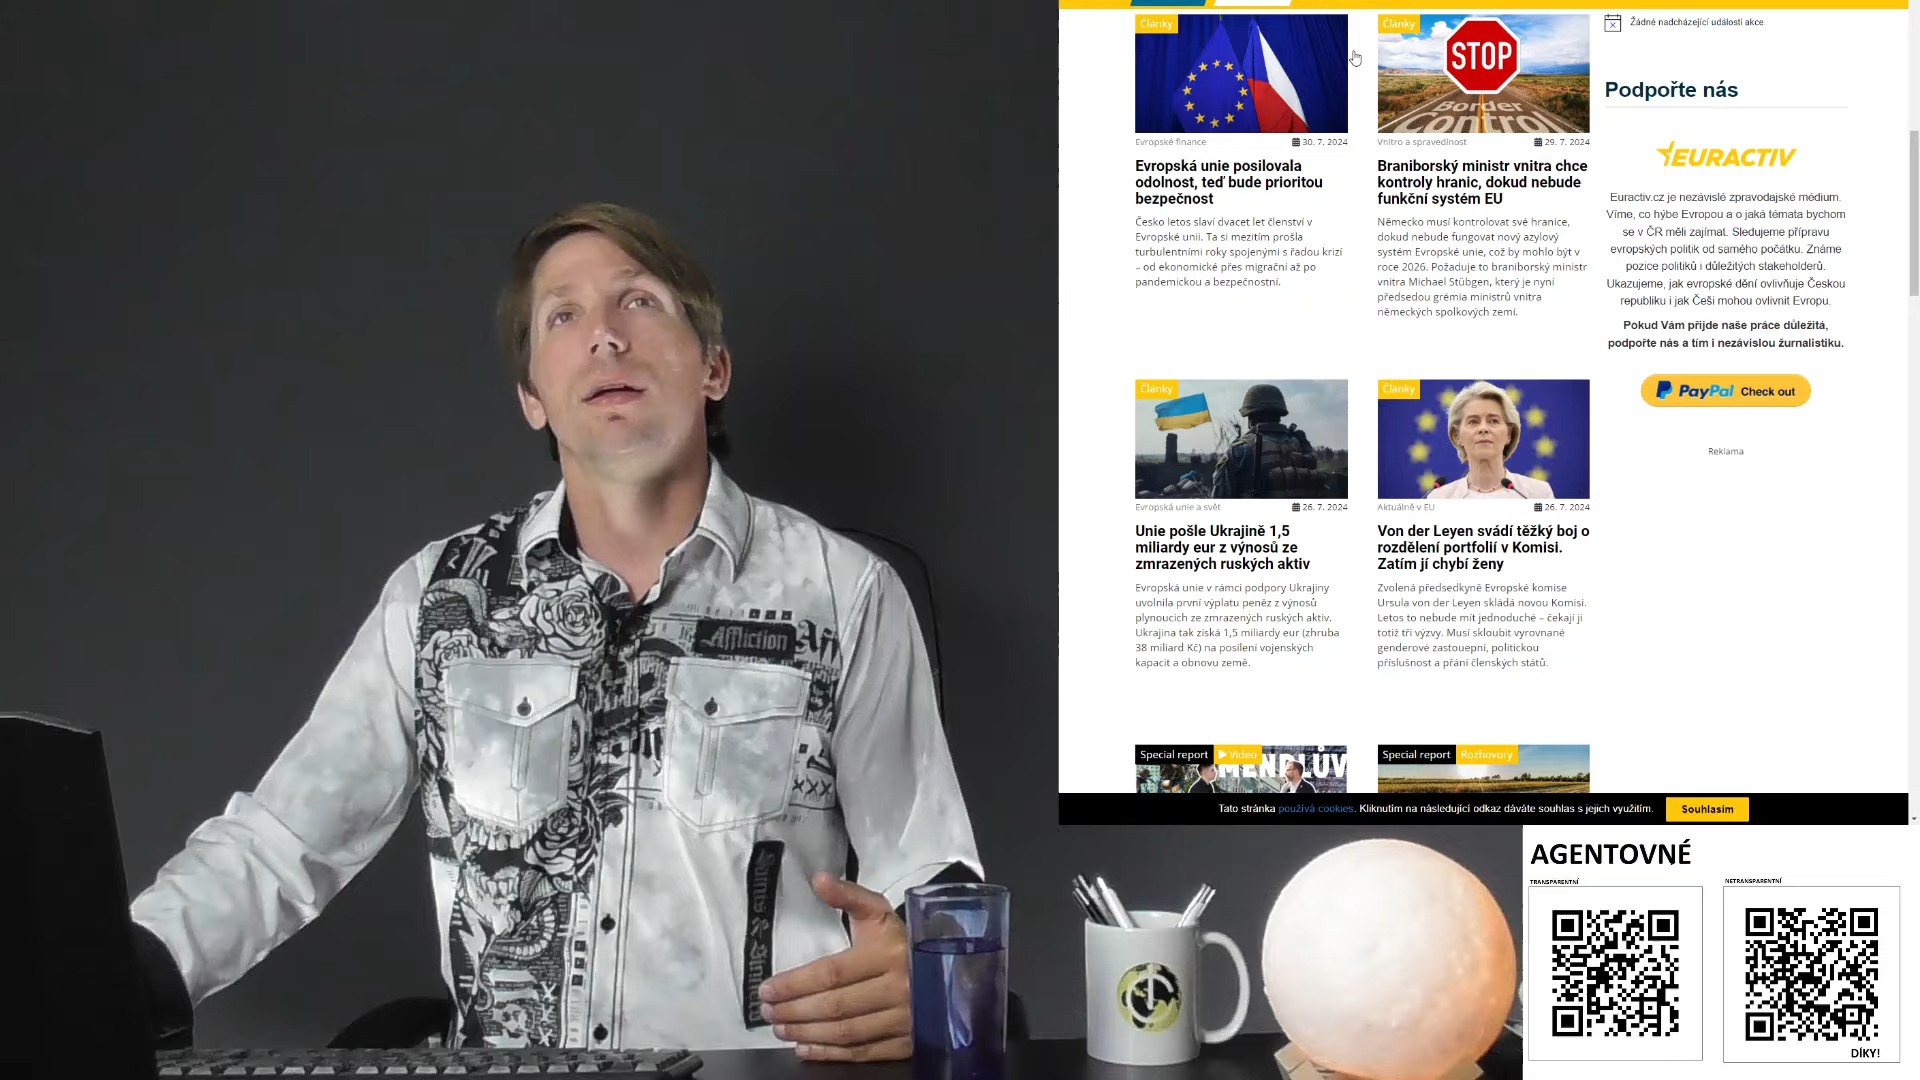 Články
Evropské finance
30. 7. 2024
Evropská unie posilovala
odolnost, teď bude prioritou
bezpečnost
Česko letos slaví dvacet let členství v
Evropské unii. Ta si mezitím prošla
turbulentními roky spojenými s řadou krizí
– od ekonomické přes migrační až po
pandemickou a bezpečnostní.
Články
STOP
Border
Control
Vnitro a spravedlnost
29. 7. 2024
Braniborský ministr vnitra chce
kontroly hranic, dokud nebude
funkční systém EU
Německo musí kontrolovat své hranice,
dokud nebude fungovat nový azylový
systém Evropské unie, což by mohlo být v
roce 2026. Požaduje to braniborský ministr
vnitra Michael Stübgen, který je nyní
předsedou grémia ministrů vnitra
německých spolkových zemí.
Články
Evropská unie a svět
26. 7. 2024
Unie pošle Ukrajině 1,5
miliardy eur z výnosů ze
zmrazených ruských aktiv
Evropská unie v rámci podpory Ukrajiny
uvolnila první výplatu peněz z výnosů
plynoucích ze zmrazených ruských aktiv.
Ukrajina tak získá 1,5 miliardy eur (zhruba
38 miliard Kč) na posílení vojenských
kapacit a obnovu země.
Články
Aktuálně v EU
26. 7. 2024
Von der Leyen svádí těžký boj o
rozdělení portfolií v Komisi.
Zatím jí chybí ženy
Zvolená předsedkyně Evropské komise
Ursula von der Leyen skládá novou Komisi.
Letos to nebude mít jednoduché – čekají ji
totiž tři výzvy. Musí skloubit vyrovnané
genderové zastoupení, politickou
příslušnost a přání členských států.
Special report
Video
Special report
Rozhovory
Žádné nadcházející události akce.
Podpořte nás
EURACTIV
Euractiv.cz je nezávislé zpravodajské médium.
Víme, co hýbe Evropou a o jaká témata bychom
se v ČR měli zajímat. Sledujeme přípravu
evropských politik od samého počátku. Známe
pozice politiků i důležitých stakeholderů.
Ukazujeme, jak evropské dění ovlivňuje Českou
republiku i jak Češi mohou ovlivnit Evropu.
Pokud Vám přijde naše práce důležitá,
podpořte nás a tím i nezávislou žurnalistiku.
PayPal Check out
Reklama
Tato stránka používá cookies. Kliknutím na následující odkaz dáváte souhlas s jejich využitím.
Souhlasím
Affliction
AGENTOVNÉ
TRANSPARENTNÍ
NETRANSPARENTNÍ
DÍKY!